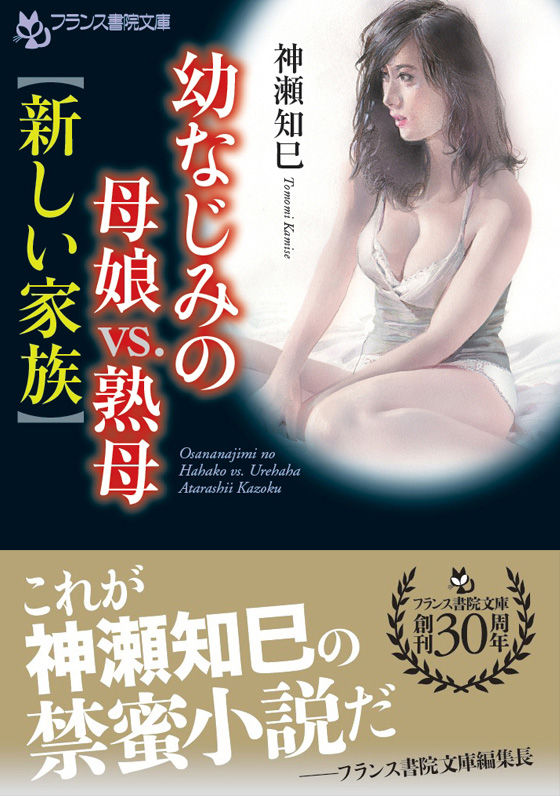 フランス書院文庫
神瀬知巳
Tomomi Kamise
幼なじみの
母娘vs.熟母
【新しい家族】
Osananajimi no
Hahako vs. Urehaha
Atarashii Kazoku
これが
神瀬知巳の
禁蜜小説だ
──フランス書院文庫編集長
フランス書院文庫
創刊30周年